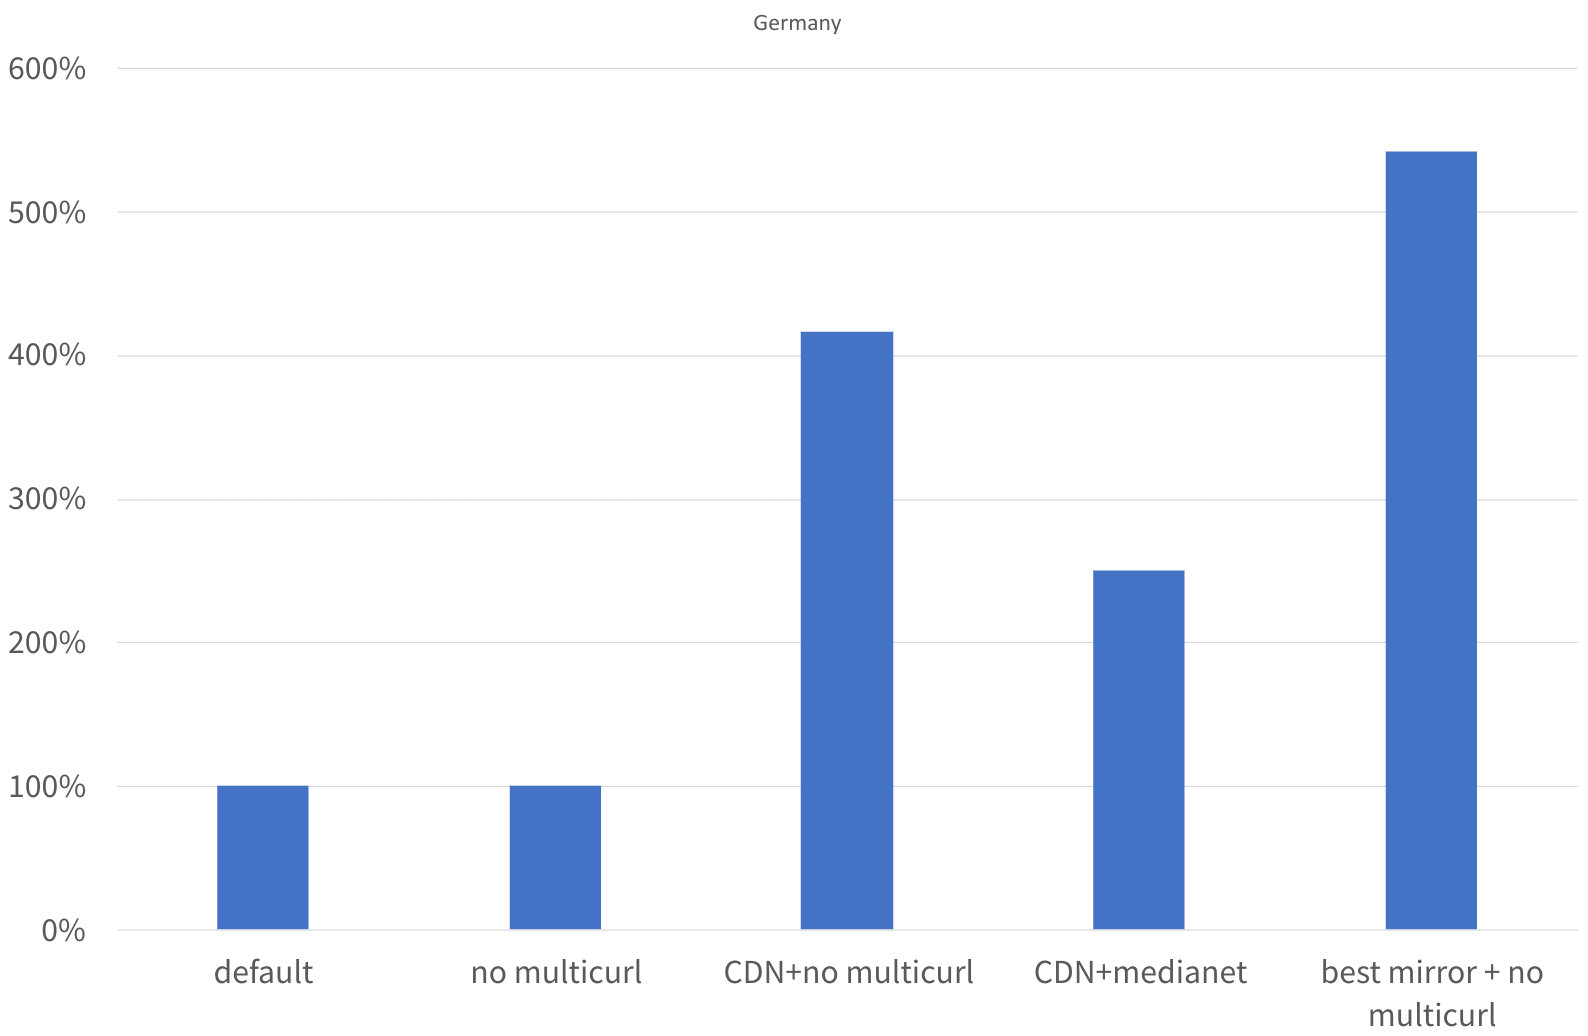 Germany
600%
500%
400%
300%
200%
100%
0%
default
no multicurl
CDN+no multicurl
CDN+medianet
best mirror + no
multicurl